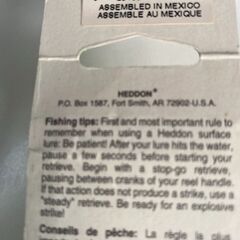 ASSEMBLED IN MEXICO
ASSEMBLE AU MEXIQUE
HEDDON®
P.O. Box 1587, Fort Smith, AR 72902-U.S.A.
Fishing tips: First and most important rule to
remember when using a Heddon surface
lure: Be patient! After your lure hits the water,
pause a few seconds before starting your
retrieve. Begin with a stop-go retrieve,
pausing between cranks of your reel handle.
If that action does not produce a strike, use a
"steady" retrieve. Be ready for an explosive
strike!
Conseils de pêche: La règle la plus